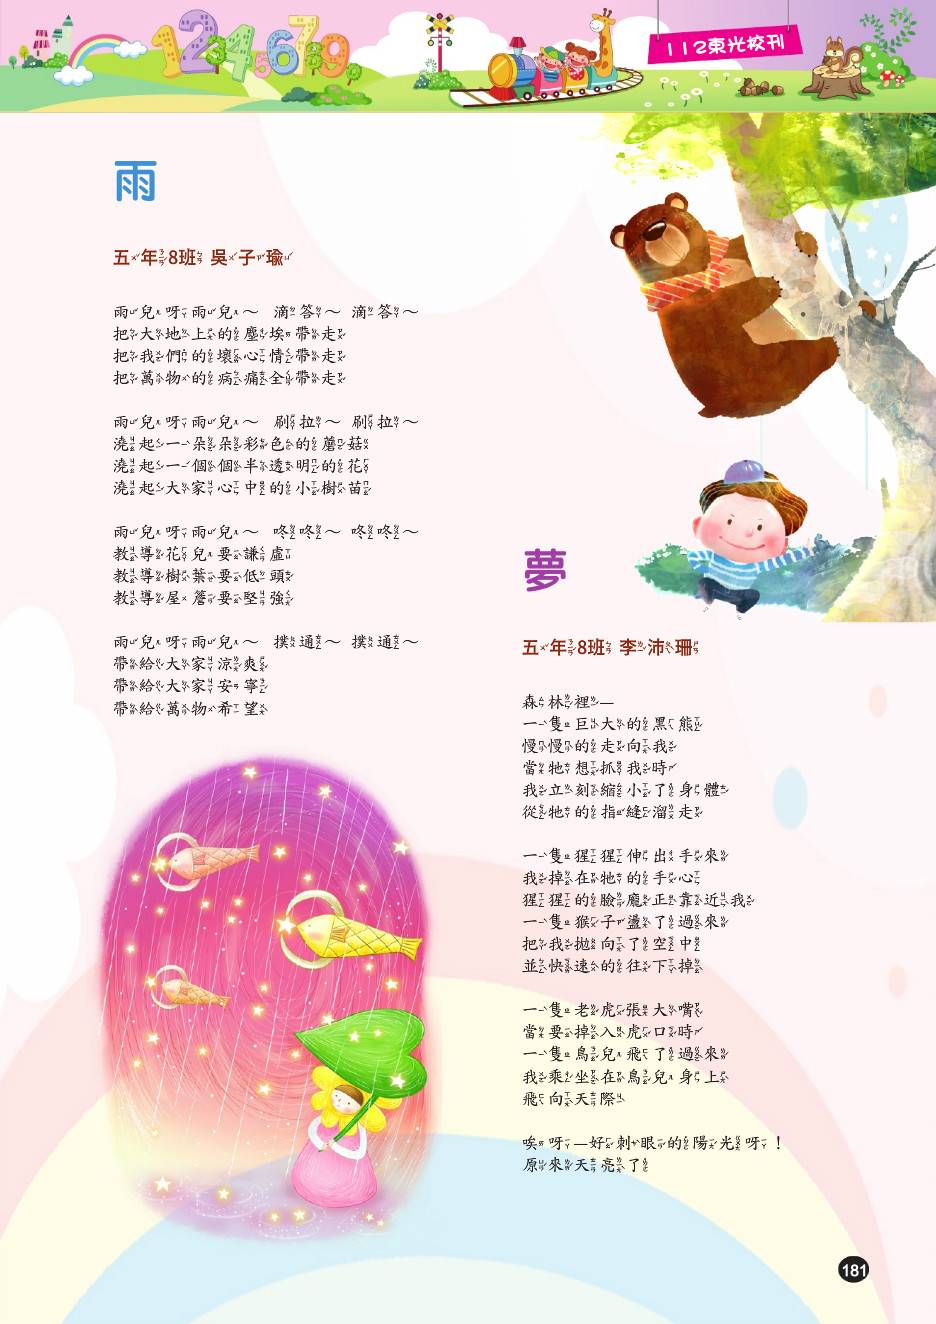 112東光校刊
雨
五年8班 吳子瑜
雨兒呀雨兒～ 滴答～ 滴答～
把大地上的塵埃帶走
把我們的壞心情帶走
把萬物的病痛全帶走
雨兒呀雨兒～ 刷拉～ 刷拉～
澆起一朵朵彩色的蘑菇
澆起一個個半透明的花
澆起大家心中的小樹苗
雨兒呀雨兒～ 咚咚～ 咚咚～
教導花兒要謙虛
教導樹葉要低頭
教導屋簷要堅強
雨兒呀雨兒～ 撲通～ 撲通～
帶給大家涼爽
帶給大家安寧
帶給萬物希望
夢
五年8班 李沛珊
森林裡—
一隻巨大的黑熊
慢慢的走向我
當牠想抓我時
我立刻縮小了身體
從牠的指縫溜走
一隻猩猩伸出手來
我掉在牠的手心
猩猩的臉龐正靠近我
一隻猴子盪了過來
把我拋向了空中
並快速的往下掉
一隻老虎張大嘴
當要掉入虎口時
一隻鳥兒飛了過來
我乘坐在鳥兒身上
飛向天際
唉呀—好刺眼的陽光呀！
原來天亮了
181